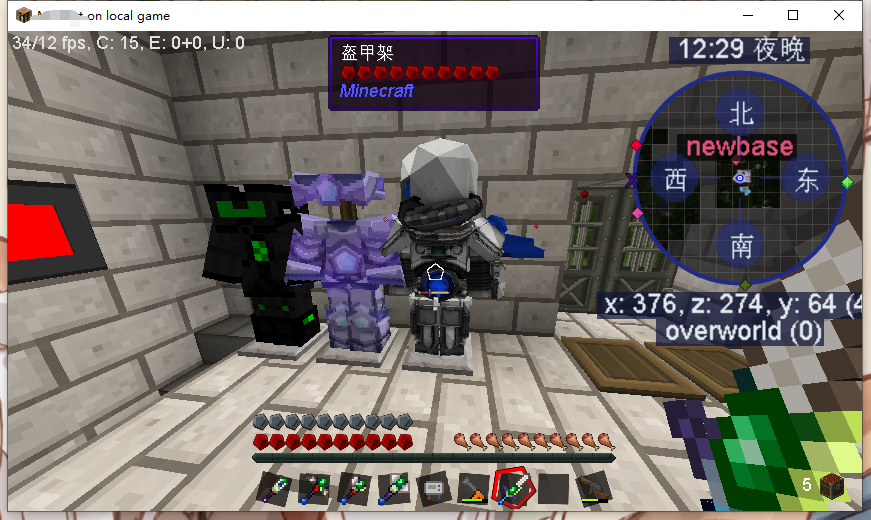 on local game
34/12 fps, C: 15, E: 0+0, U: 0
盔甲架
Minecraft
12:29 夜晚
北
newbase
西
东
南
x: 376, z: 274, y: 64 (4
overworld (0)
5